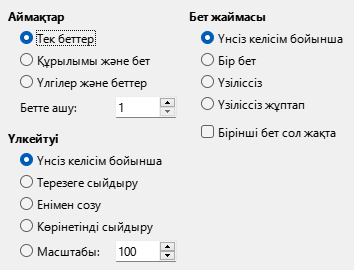 Аймақтар
Тек беттер
Құрылымы және бет
Үлгілер және беттер
Бетте ашу: 1
Үлкейтуі
Үнсіз келісім бойынша
Терезеге сыйдыру
Енімен созу
Көрінетінді сыйдыру
Масштабы: 100
Бет жаймасы
Үнсіз келісім бойынша
Бір бет
Үзіліссіз
Үзіліссіз жұптап
Бірінші бет сол жақта